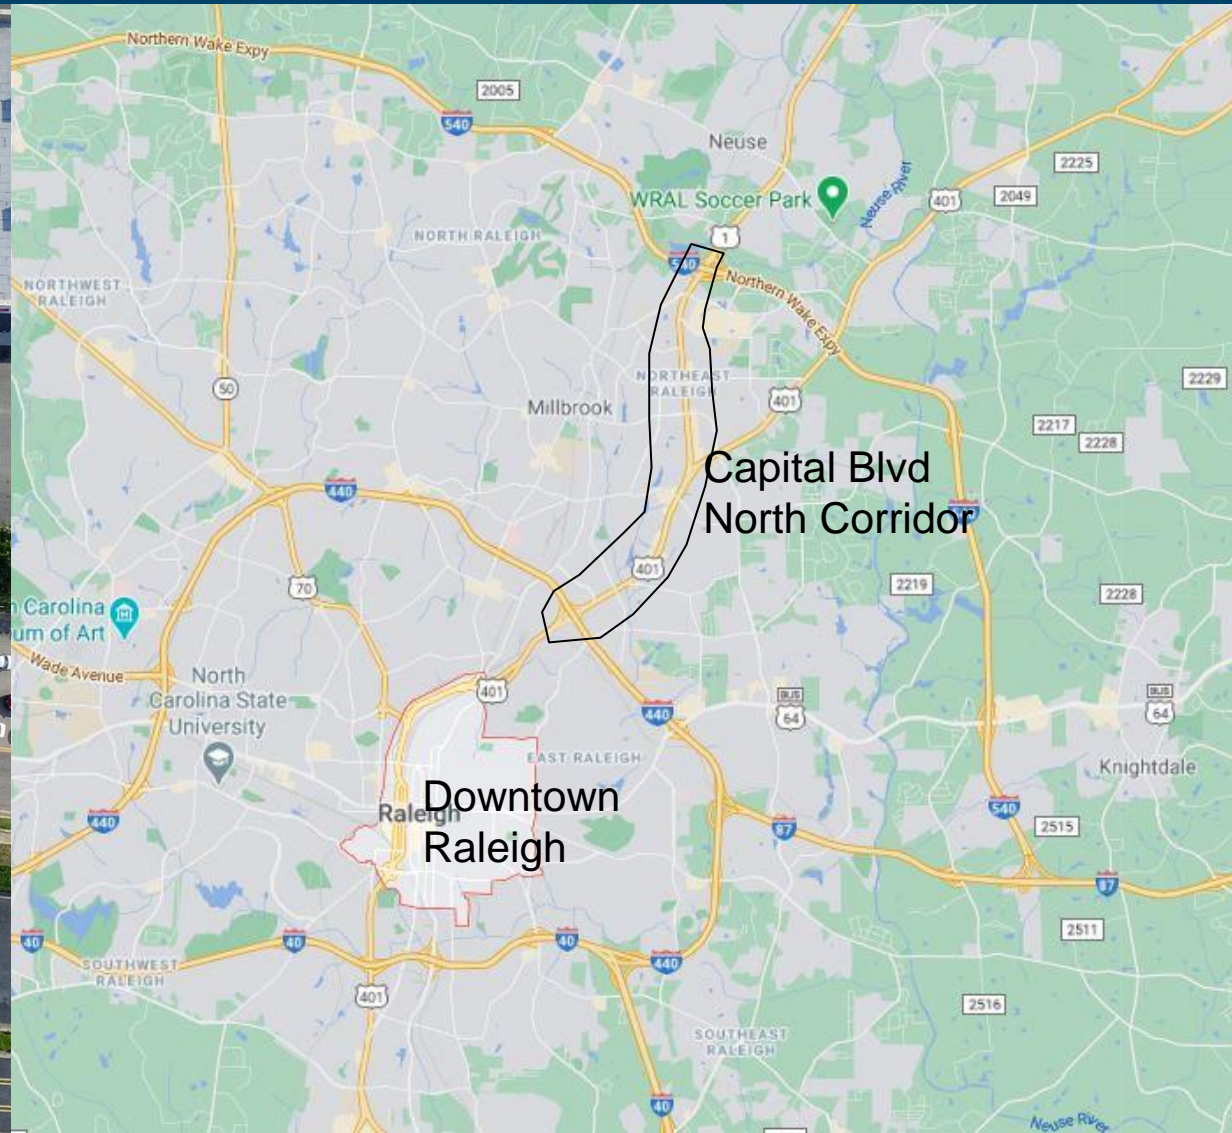 Northern Wake Expy
2005
540
Neuse
2225
WRAL Soccer Park
Neuse River
401
2049
NORTH RALEIGH
1
540
NORTHWEST
RALEIGH
Northern Wake Expy
50
NORTHEAST
RALEIGH
2229
Millbrook
401
2217
2228
Capital Blvd
North Corridor
440
401
70
2219
2228
Carolina
um of Art
Wade Avenue
North
Carolina State
University
401
BUS
64
BUS
64
440
EAST RALEIGH
Knightdale
Downtown
Raleigh
Raleigh
440
87
540
2515
87
2511
40
40
40
440
SOUTHWEST
RALEIGH
401
2516
SOUTHEAST
RALEIGH
40
Neuse River